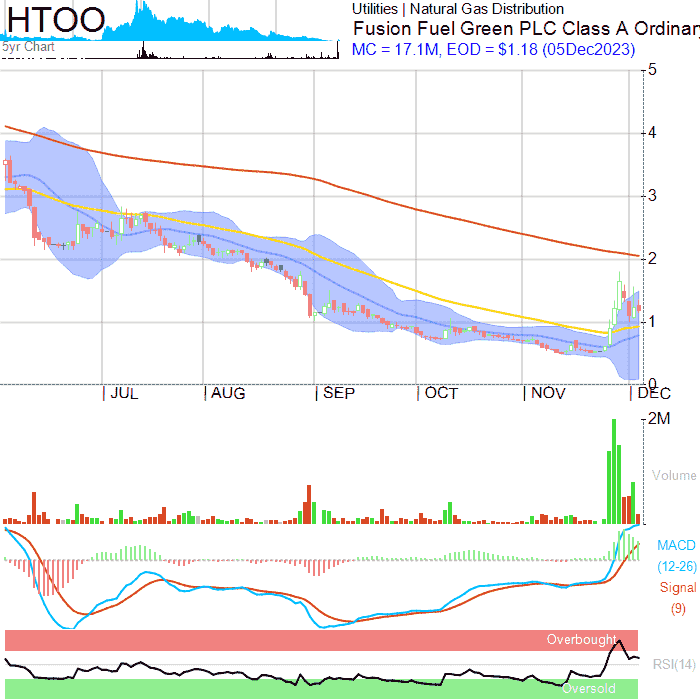 HTOO
5yr Chart
Utilities | Natural Gas Distribution
Fusion Fuel Green PLC Class A Ordinary
MC = 17.1M, EOD = $1.18 (05Dec2023)
5
4
3
2
1
0
JUL AUG SEP OCT NOV DEC
2M
Volume
MACD
(12-26)
Signal
(9)
Overbought
RSI(14)
Oversold